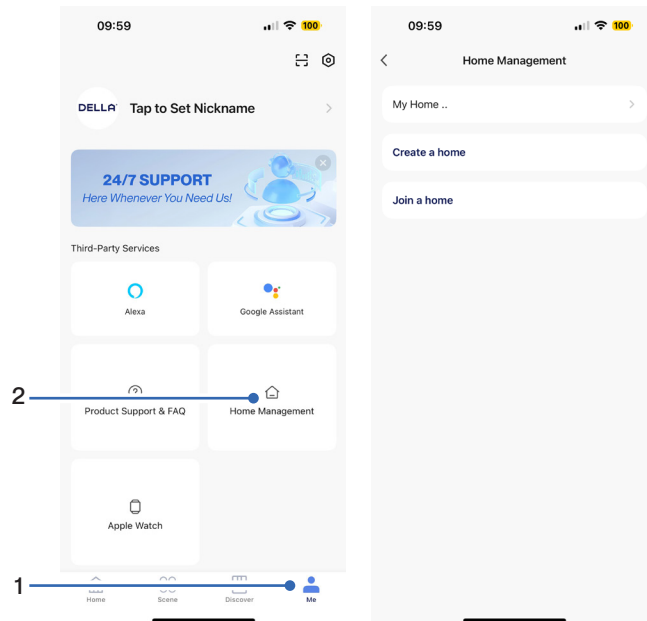 09:59
100
DELLA
Tap to Set Nickname
24/7 SUPPORT
Here Whenever You Need Us!
Third-Party Services
Alexa
Google Assistant
2
Product Support & FAQ
Home Management
Apple Watch
1
Home
Scene
Discover
Me
09:59
100
Home Management
My Home ..
Create a home
Join a home